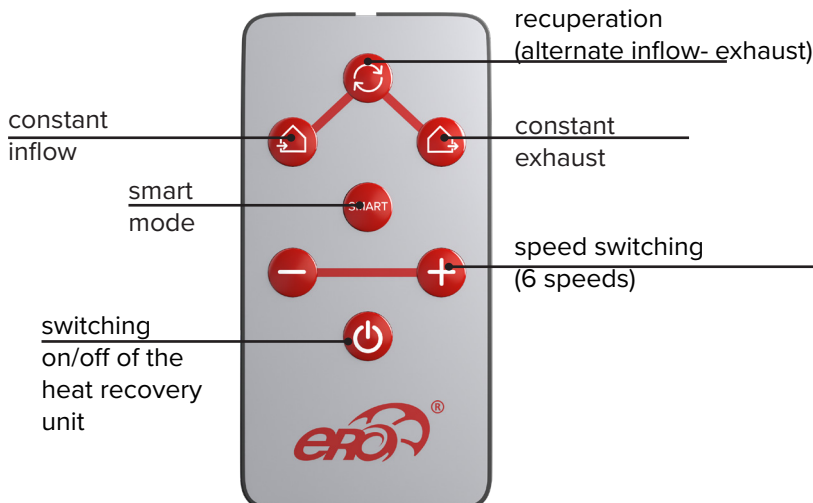 recuperation
(alternate inflow- exhaust)
constant
inflow
constant
exhaust
smart
mode
SMART
speed switching
(6 speeds)
switching
on/off of the
heat recovery
unit
ero®